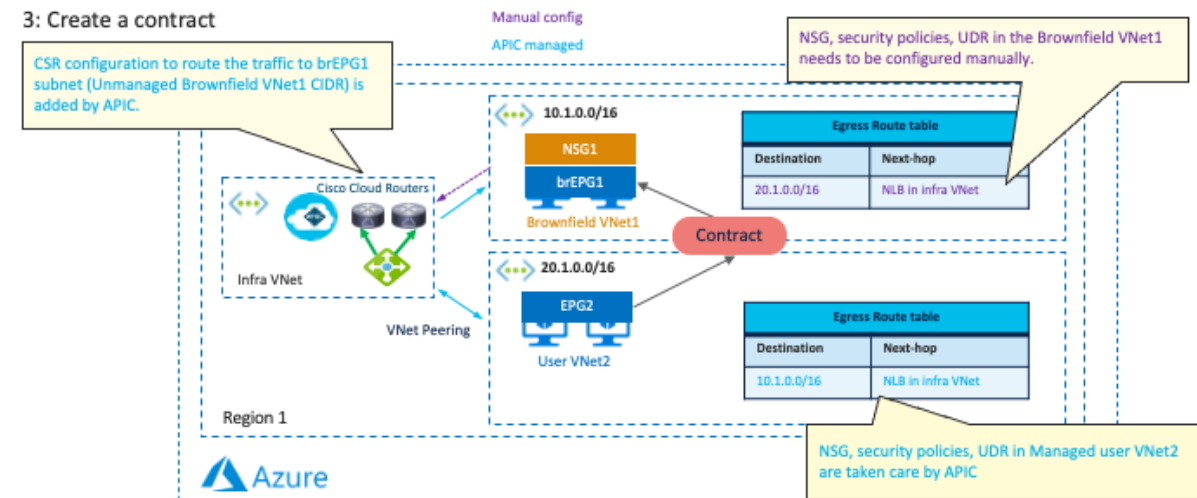 3: Create a contract
Manual config
APIC managed
CSR configuration to route the traffic to brEPG1
subnet (Unmanaged Brownfield VNet1 CIDR) is
added by APIC.
NSG, security policies, UDR in the Brownfield VNet1
needs to be configured manually.
10.1.0.0/16
NSG1
brEPG1
Brownfield VNet1
Egress Route table
Destination
Next-hop
20.1.0.0/16
NLB in infra VNet
Cisco Cloud Routers
Infra VNet
Contract
20.1.0.0/16
EPG2
User VNet2
VNet Peering
Egress Route table
Destination
Next-hop
10.1.0.0/16
NLB in infra VNet
Region 1
NSG, security policies, UDR in Managed user VNet2
are taken care by APIC
Azure